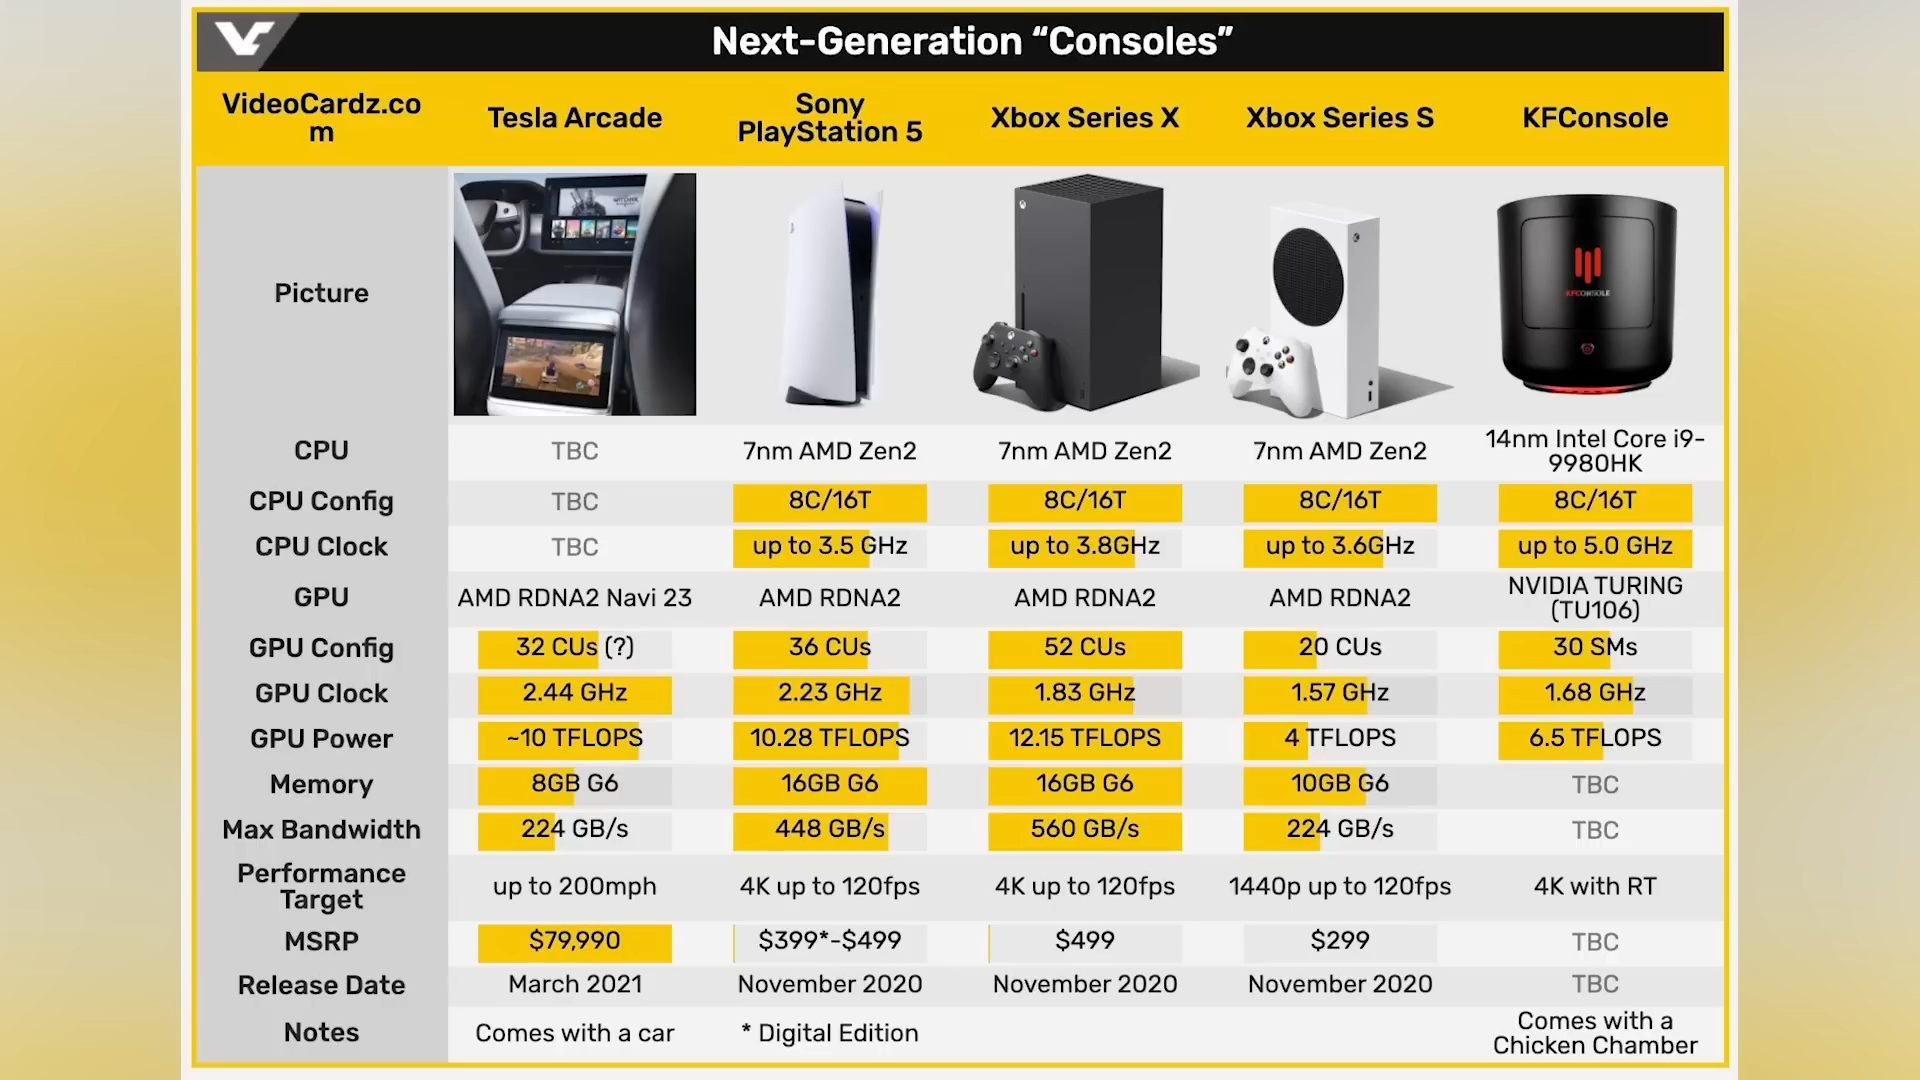 Next-Generation “Consoles”
VideoCardz.co
m
Tesla Arcade
Sony
PlayStation 5
Xbox Series X
Xbox Series S
KFConsole
Picture
KFCONSOLE
CPU
TBC
7nm AMD Zen2
7nm AMD Zen2
7nm AMD Zen2
14nm Intel Core i9-
9980HK
CPU Config
TBC
8C/16T
8C/16T
8C/16T
8C/16T
CPU Clock
TBC
up to 3.5 GHz
up to 3.8GHz
up to 3.6GHz
up to 5.0 GHz
GPU
AMD RDNA2 Navi 23
AMD RDNA2
AMD RDNA2
AMD RDNA2
NVIDIA TURING
(TU106)
GPU Config
32 CUs (?)
36 CUs
52 CUs
20 CUs
30 SMs
GPU Clock
2.44 GHz
2.23 GHz
1.83 GHz
1.57 GHz
1.68 GHz
GPU Power
~10 TFLOPS
10.28 TFLOPS
12.15 TFLOPS
4 TFLOPS
6.5 TFLOPS
Memory
8GB G6
16GB G6
16GB G6
10GB G6
TBC
Max Bandwidth
224 GB/s
448 GB/s
560 GB/s
224 GB/s
TBC
Performance
Target
up to 200mph
4K up to 120fps
4K up to 120fps
1440p up to 120fps
4K with RT
MSRP
$79,990
$399*-$499
$499
$299
TBC
Release Date
March 2021
November 2020
November 2020
November 2020
TBC
Notes
Comes with a car
* Digital Edition
Comes with a
Chicken Chamber